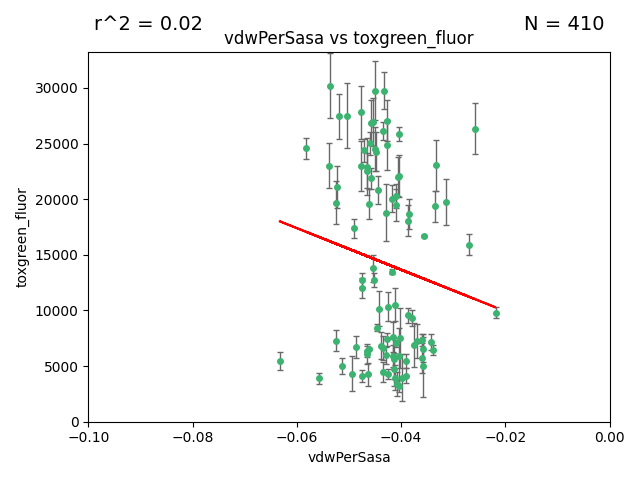 r^2 = 0.02
N = 410
vdwPerSasa vs toxgreen_fluor
toxgreen_fluor
30000
25000
20000
15000
10000
5000
0
−0.10
−0.08
−0.06
−0.04
−0.02
0.00
vdwPerSasa